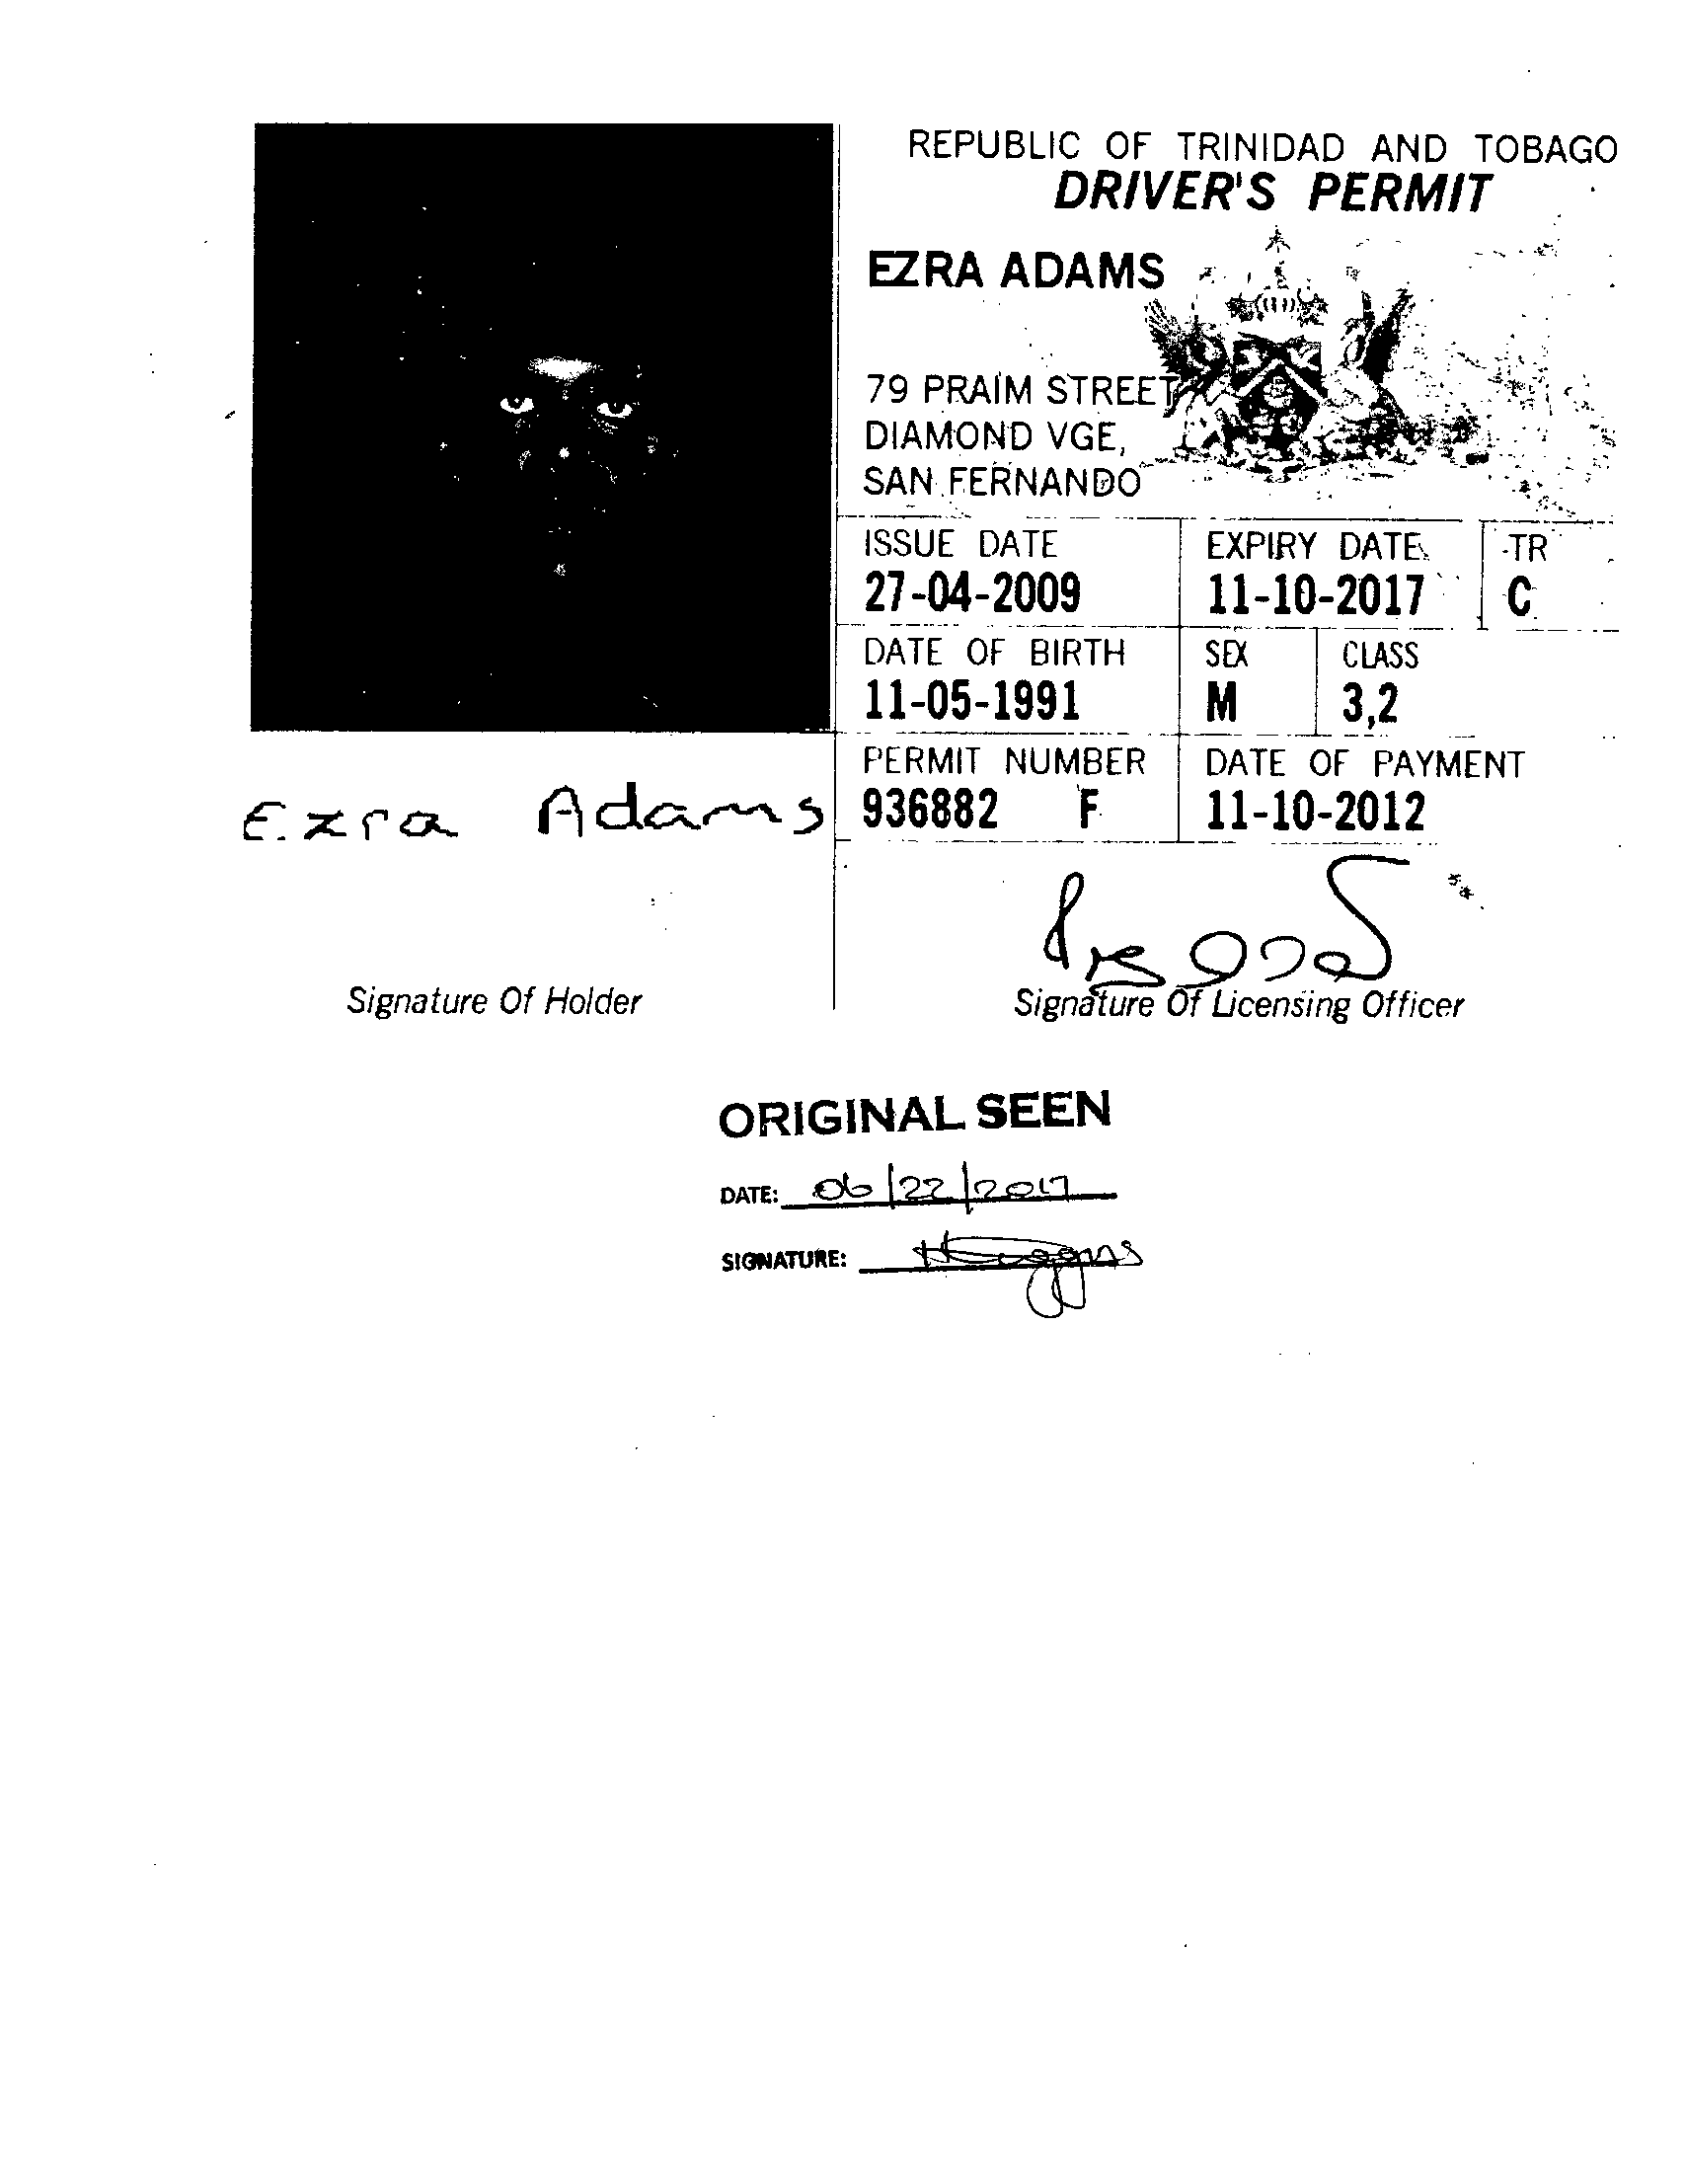 REPUBLIC OF TRINIDAD AND TOBAGO
DRIVER'S PERMIT
EZRA ADAMS
79 PRAIM STREET
DIAMOND VGE,
SAN FERNANDO
ISSUE DATE EXPIRY DATE TR
27-04-2009 11-10-2017 C
DATE OF BIRTH SEX CLASS
11-05-1991 M 3,2
PERMIT NUMBER DATE OF PAYMENT
936882 F 11-10-2012
Ezra Adams
Signature Of Holder
Signature Of Licensing Officer
ORIGINAL SEEN
DATE: 06/22/2017
SIGNATURE: